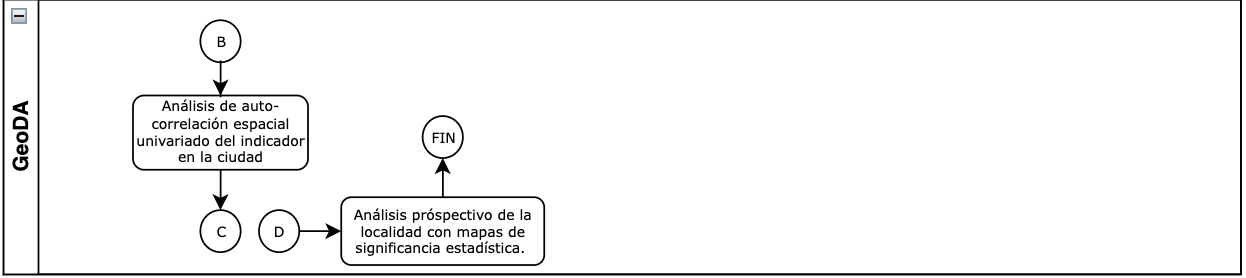 GeoDA
B
Análisis de auto-
correlación espacial
univariado del indicador
en la ciudad
C
D
Análisis próspectivo de la
localidad con mapas de
significancia estadística.
FIN